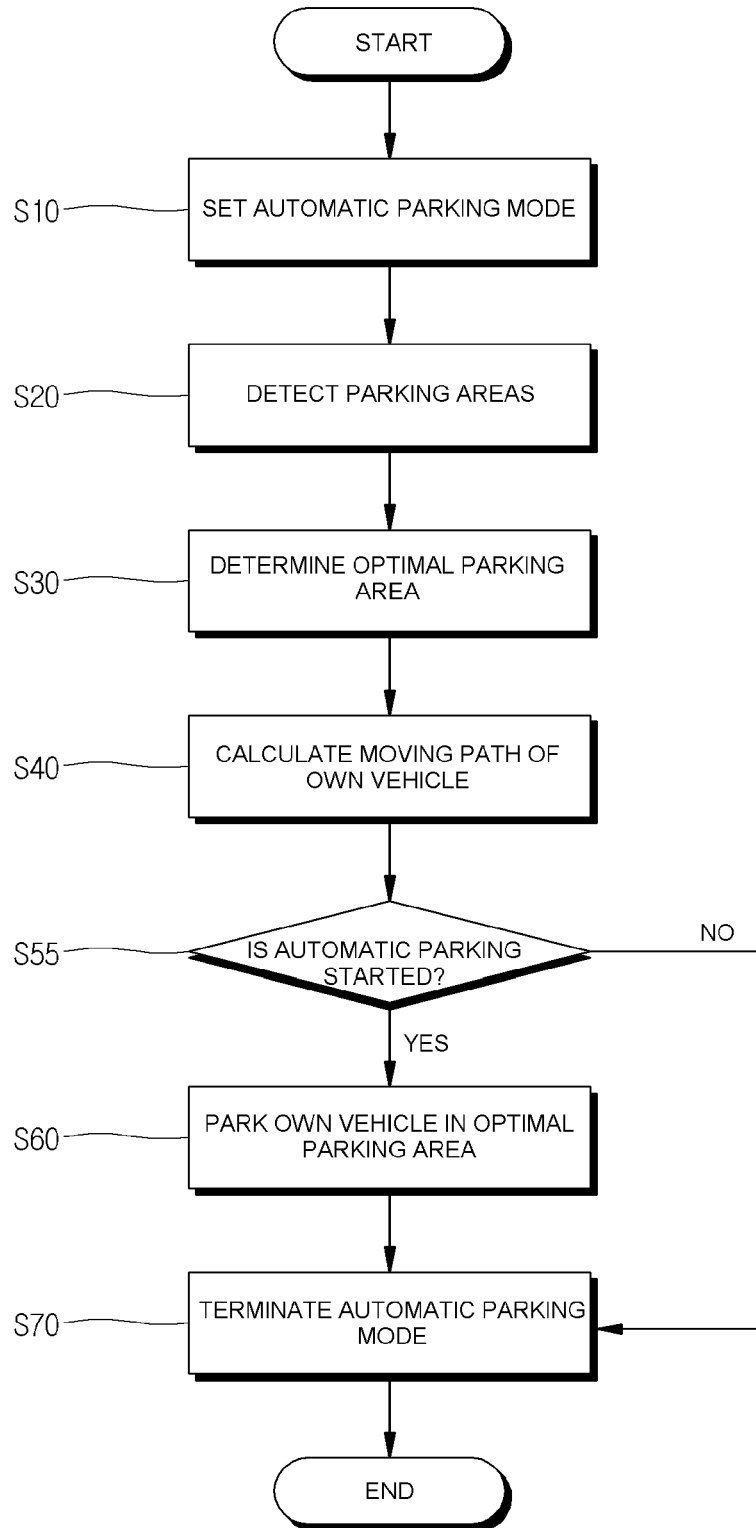 START
S10
SET AUTOMATIC PARKING MODE
S20
DETECT PARKING AREAS
S30
DETERMINE OPTIMAL PARKING
AREA
S40
CALCULATE MOVING PATH OF
OWN VEHICLE
S55
IS AUTOMATIC PARKING
STARTED?
NO
YES
S60
PARK OWN VEHICLE IN OPTIMAL
PARKING AREA
S70
TERMINATE AUTOMATIC PARKING
MODE
END